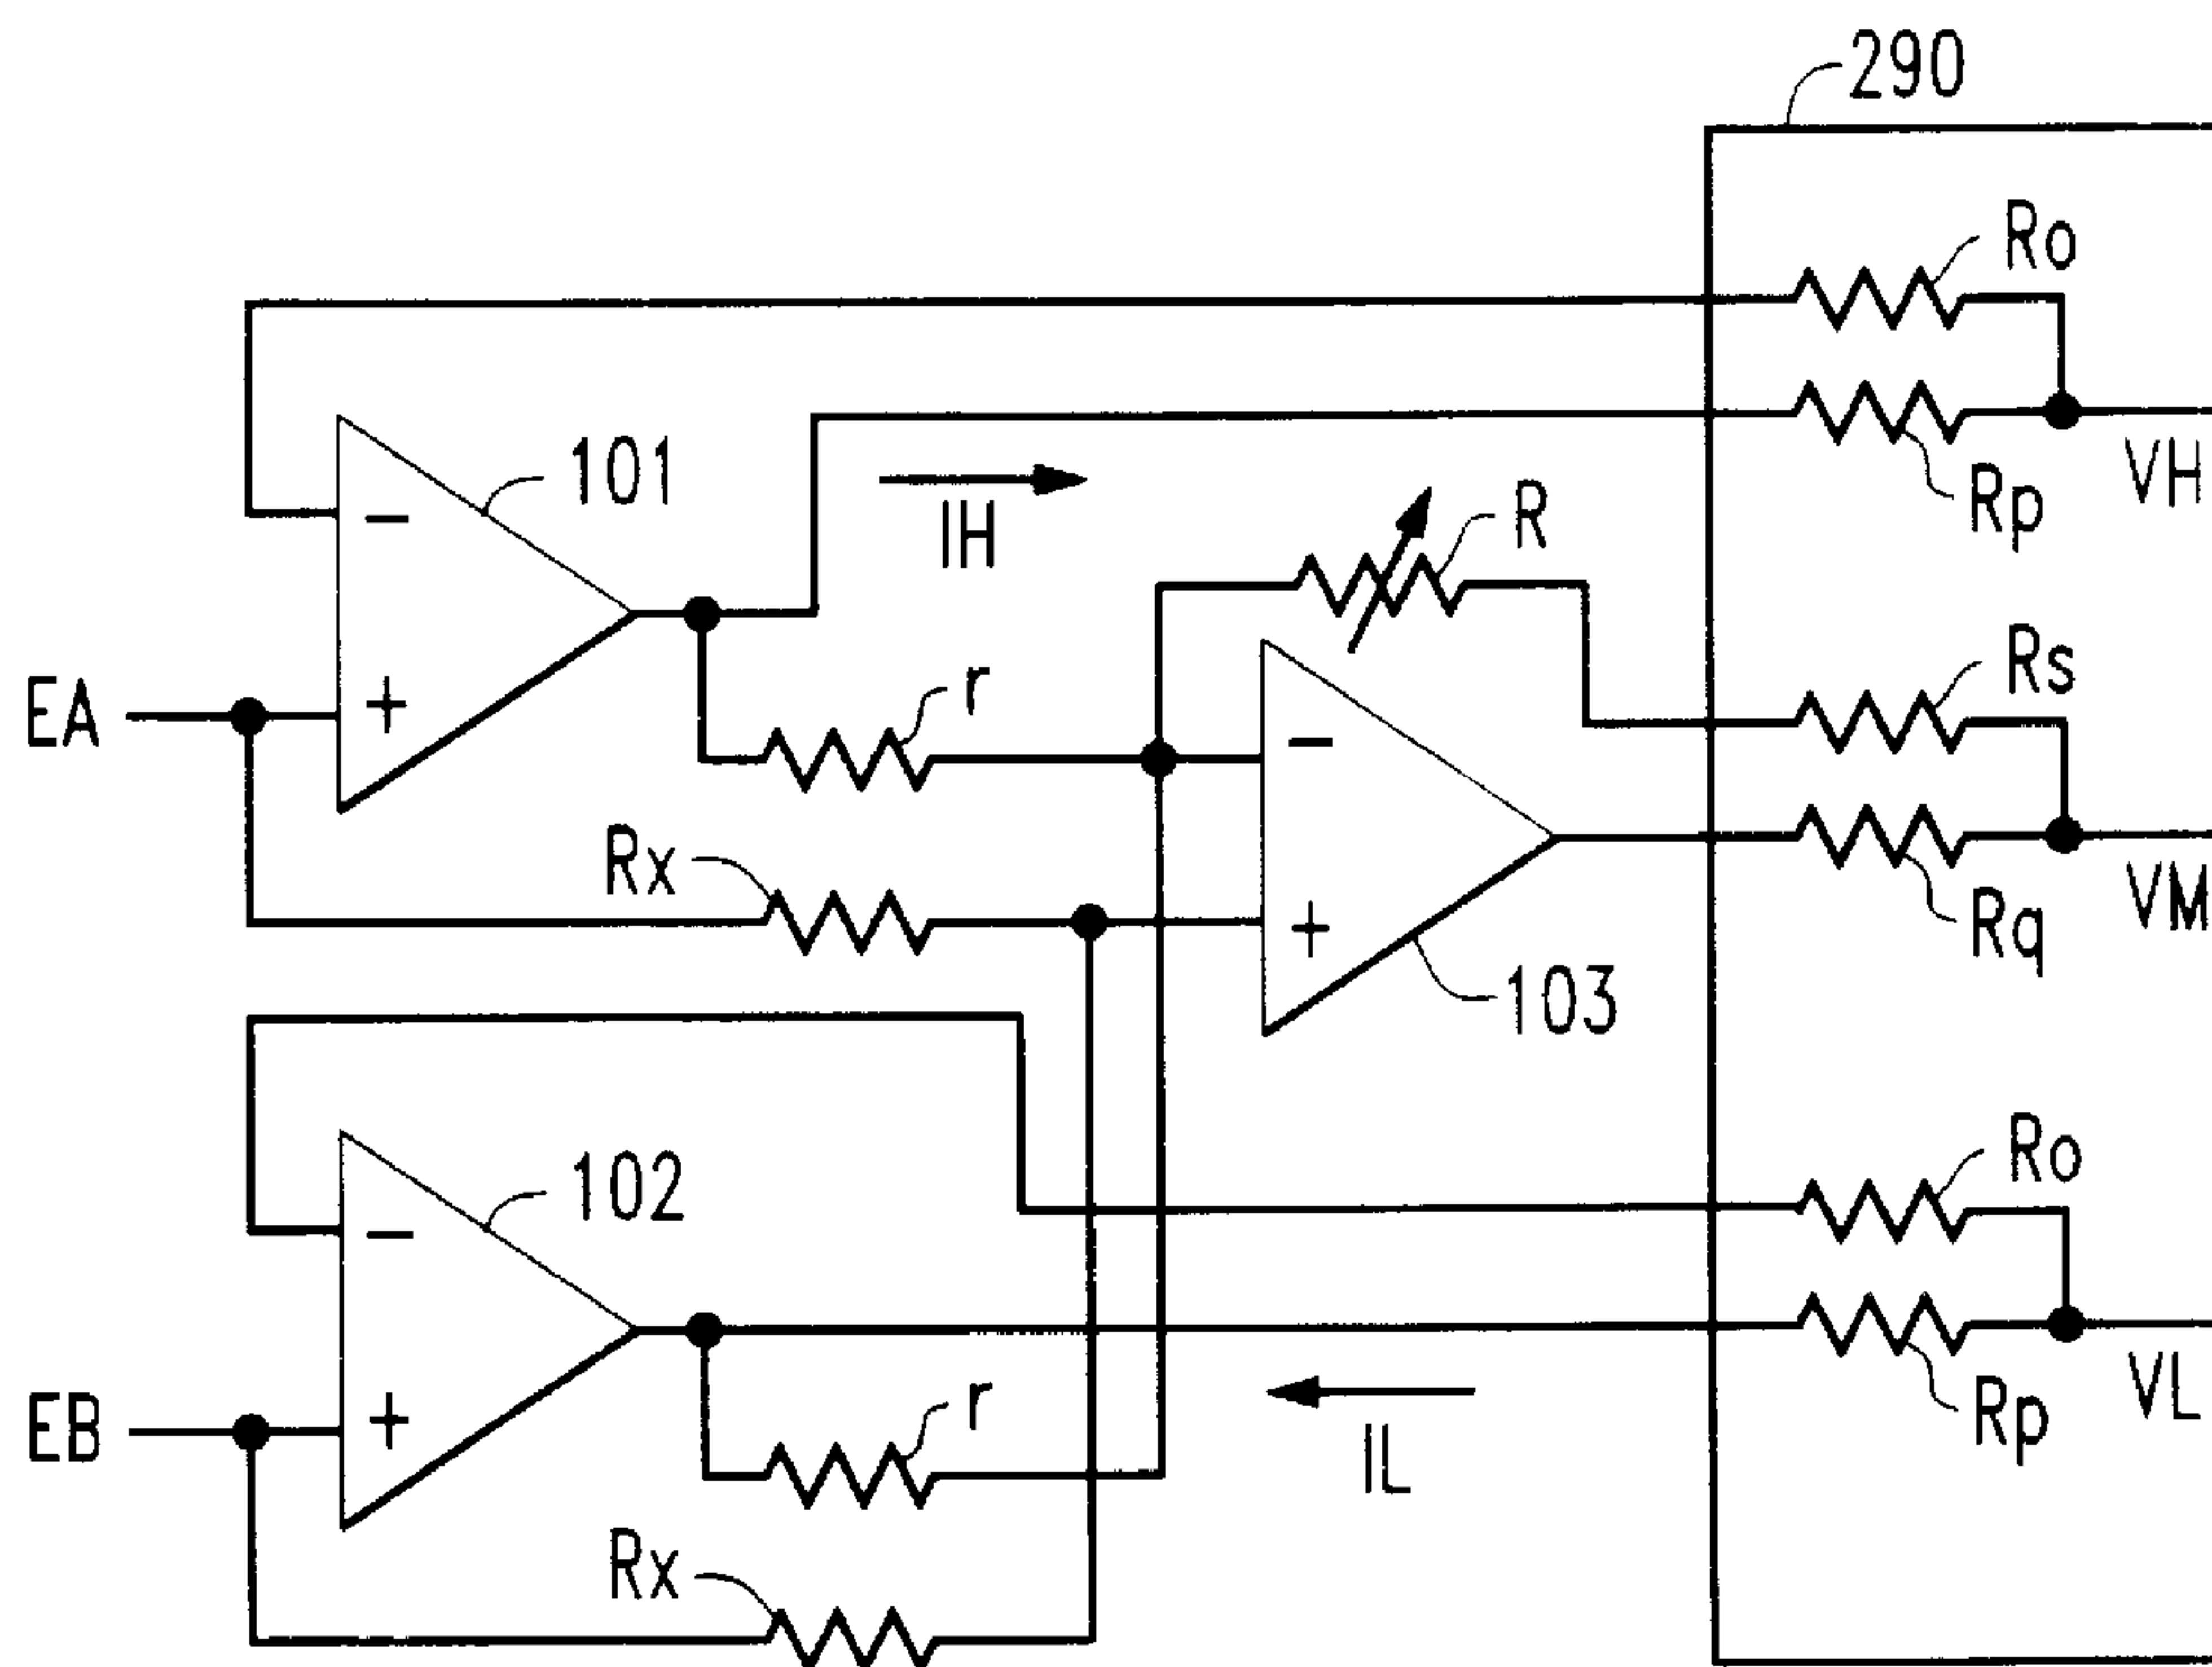 290
Ro
101
IH
R
Rp
VH
EA
+
−
r
−
Rs
Rx
+
Rq
VM
103
102
Ro
−
EB
+
r
IL
Rp
VL
Rx